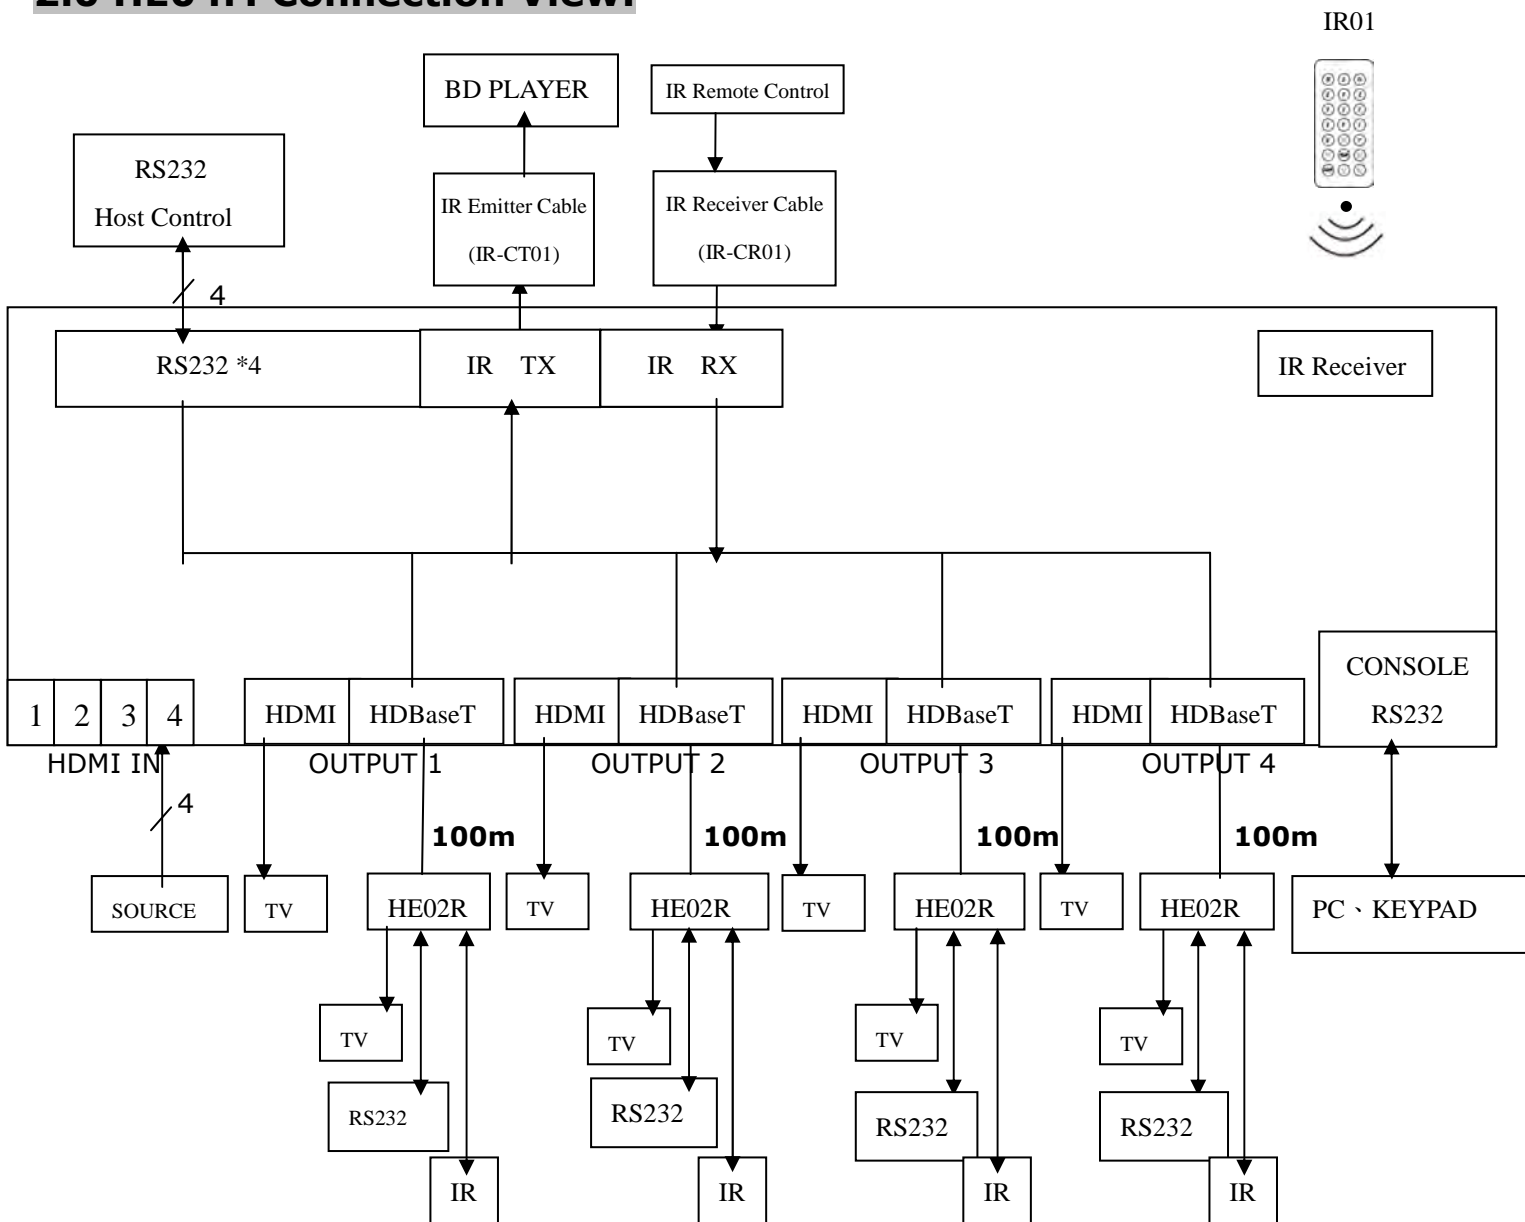 Connection View:
IR01
BD PLAYER
IR Remote Control
RS232
Host Control
IR Emitter Cable
(IR-CT01)
IR Receiver Cable
(IR-CR01)
4
RS232 *4
IR TX
IR RX
IR Receiver
CONSOLE
RS232
1 2 3 4
HDMI HDBaseT
HDMI HDBaseT
HDMI HDBaseT
HDMI HDBaseT
HDMI IN
OUTPUT 1
OUTPUT 2
OUTPUT 3
OUTPUT 4
4
100m
100m
100m
100m
SOURCE
TV
HE02R
TV
HE02R
TV
HE02R
TV
HE02R
PC、KEYPAD
TV
TV
TV
TV
RS232
RS232
RS232
RS232
IR
IR
IR
IR